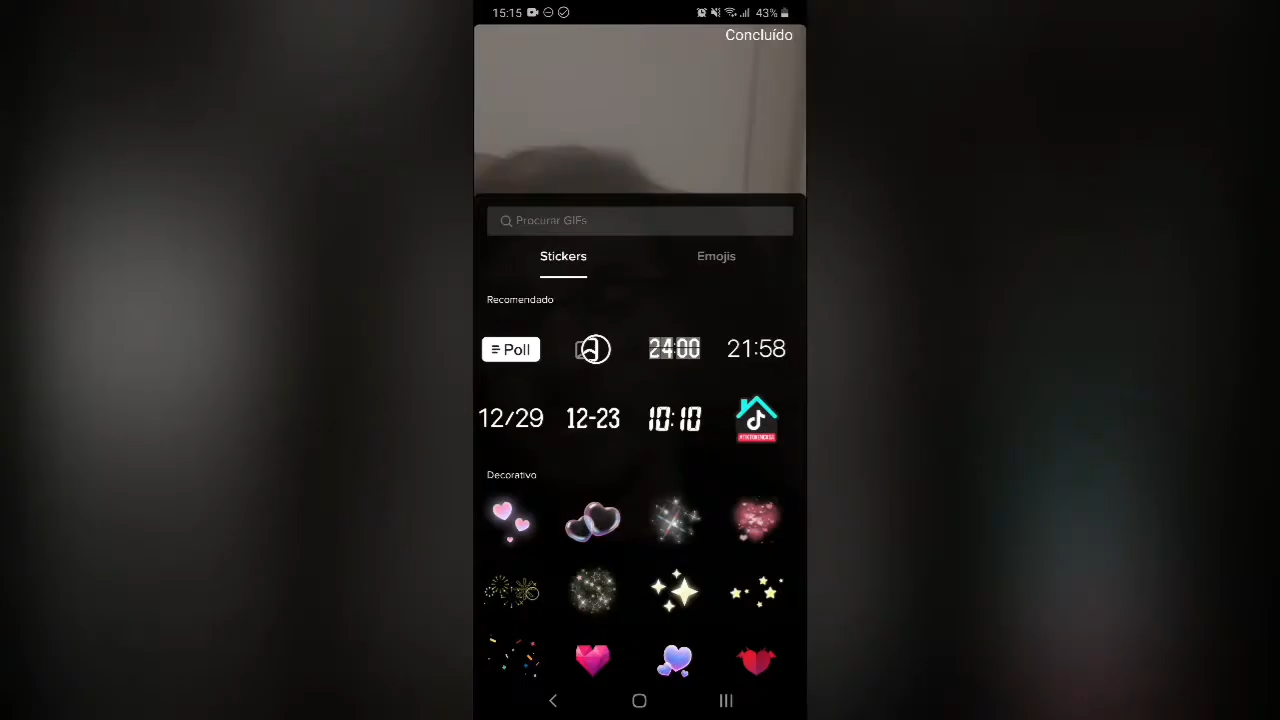 15:15
43%
Concluído
Procurar GIFs
Stickers
Emojis
Recomendado
Poll
24:00
21:58
12/29
12-23
10:10
Decorativo